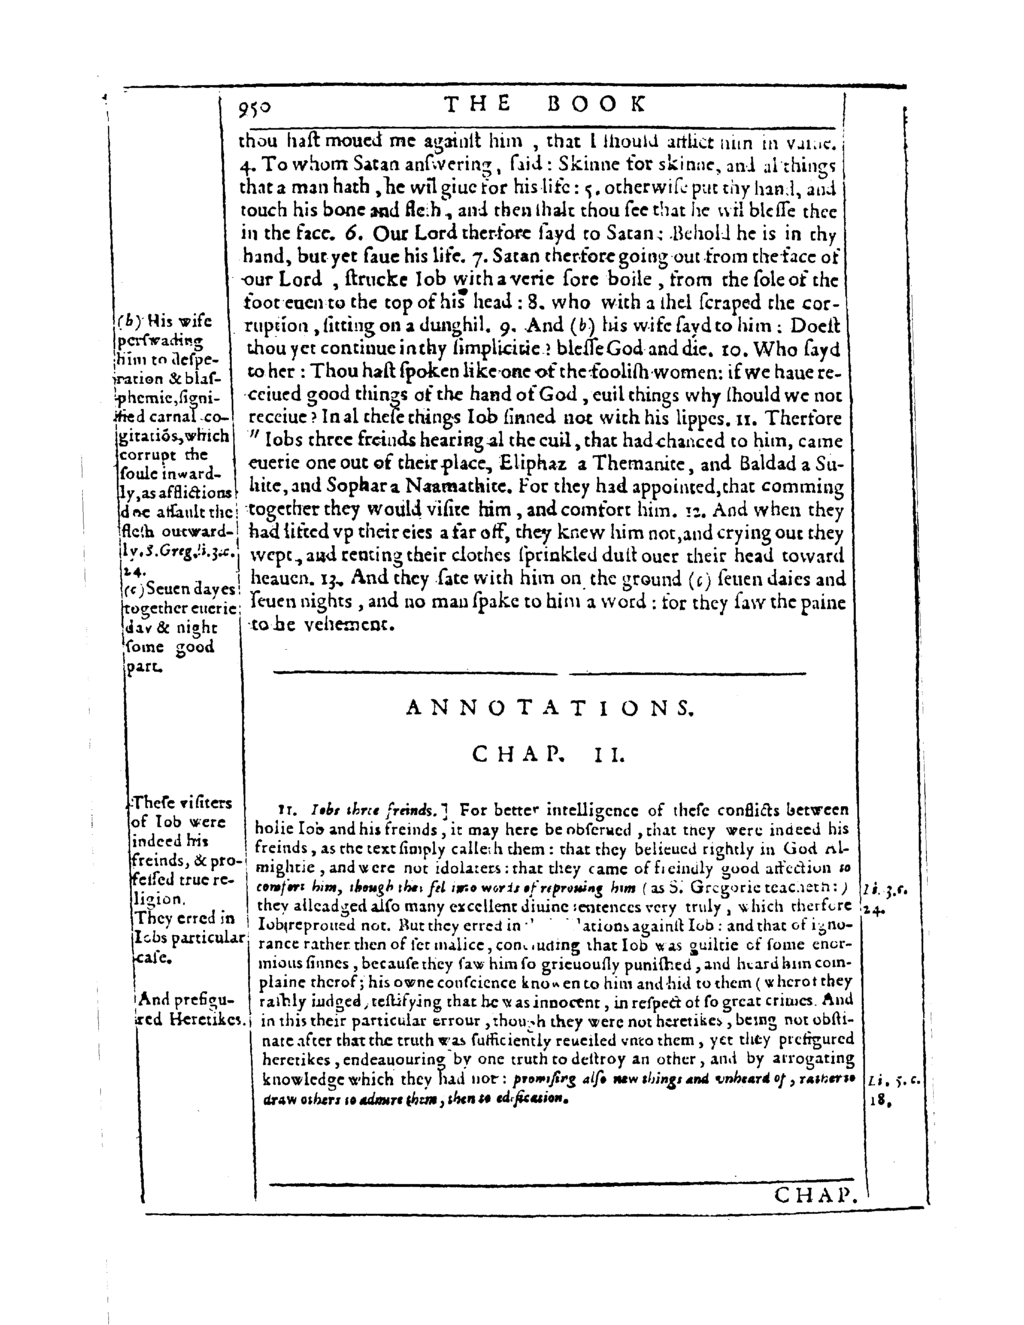 950 THE BOOK
thou haſt moued me againſt him , that I ſhould afflict him in vaine.
4. To whom Satan anſwering, ſaid : Skinne for skinne, and al things
that a man hath , he wil giue for his life : 5. otherwiſe put thy hand, and
touch his bone and fleſh, and then ſhalt thou ſee that he wil bleſſe thee
in the face. 6. Our Lord therfore ſayd to Satan: Behold he is in thy
hand, but yet ſaue his life. 7. Satan therfore going out from the face of
our Lord , ſtrucke Iob with a verie ſore boile , from the ſole of the
foot euen to the top of his head : 8. who with a ſhel ſcraped the cor-
ruption , ſitting on a dunghil. 9. And (b) his wife ſayd to him : Doeſt
thou yet continue in thy ſimplicitie ? bleſſe God and die. 10. Who ſayd
to her : Thou haſt ſpoken like one of the fooliſh women: if we haue re-
ceiued good things of the hand of God , euil things why ſhould we not
receiue ? In al theſe things Iob ſinned not with his lippes. 11. Therfore
" Iobs three freinds hearing al the euil, that had chanced to him, came
euerie one out of their place, Eliphaz a Themanite, and Baldad a Su-
hite, and Sophar a Naamathite. For they had appointed, that comming
together they would viſite him , and comfort him. 12. And when they
had lifted vp their eies a far off, they knew him not, and crying out they
wept, and renting their clothes ſprinkled duſt ouer their head toward
heauen. 13. And they ſate with him on the ground (c) ſeuen daies and
ſeuen nights , and no man ſpake to him a word : for they ſaw the paine
to be vehement.
(b) His wife
perſwading
him to deſpe-
ration & blaſ-
phemie, ſigni-
fied carnal co-
gitatiõs, which
corrupt the
ſoule inward-
ly, as afflictions
doe aſſault the
fleſh outward-
ly. S. Greg. li. 3. c.
24.
(c) Seuen dayes
together euerie
day & night
ſome good
part.
ANNOTATIONS.
CHAP. II.
11. Iobs three freinds. ] For better intelligence of theſe conflicts between
holie Iob and his freinds, it may here be obſerued , that they were indeed his
freinds, as the text ſimply calleth them : that they belieued rightly in God Al-
mightie , and were not idolaters : that they came of freindly good affection to
comfort him, though they fel into words of reprouing him ( as S. Gregorie teacheth : )
they alleadged alſo many excellent diuine ſentences very truly , which therfore
Iob reproued not. But they erred in ations againſt Iob : and that of igno-
rance rather then of ſet malice, concluding that Iob was guiltie of ſome enor-
mious ſinnes , becauſe they ſaw him ſo grieuouſly puniſhed , and heard him com-
plaine therof ; his owne conſcience knowen to him and hid to them ( wherof they
raſhly iudged , teſtifying that he was innocent , in reſpect of ſo great crimes. And
in this their particular errour , though they were not heretikes , being not obſti-
nate after that the truth was ſufficiently reueiled vnto them , yet they prefigured
heretikes , endeauouring by one truth to deſtroy an other , and by arrogating
knowledge which they had not : promiſing alſo new things and vnheard of , rather to
draw others to admire them , then to edification.
Theſe viſiters
of Iob were
indeed his
freinds, & pro-
feſſed true re-
ligion.
They erred in
Iobs particular
caſe.
And prefigu-
red Heretikes.
li. 3. c.
24.
Li. 5. c.
18.
CHAP.